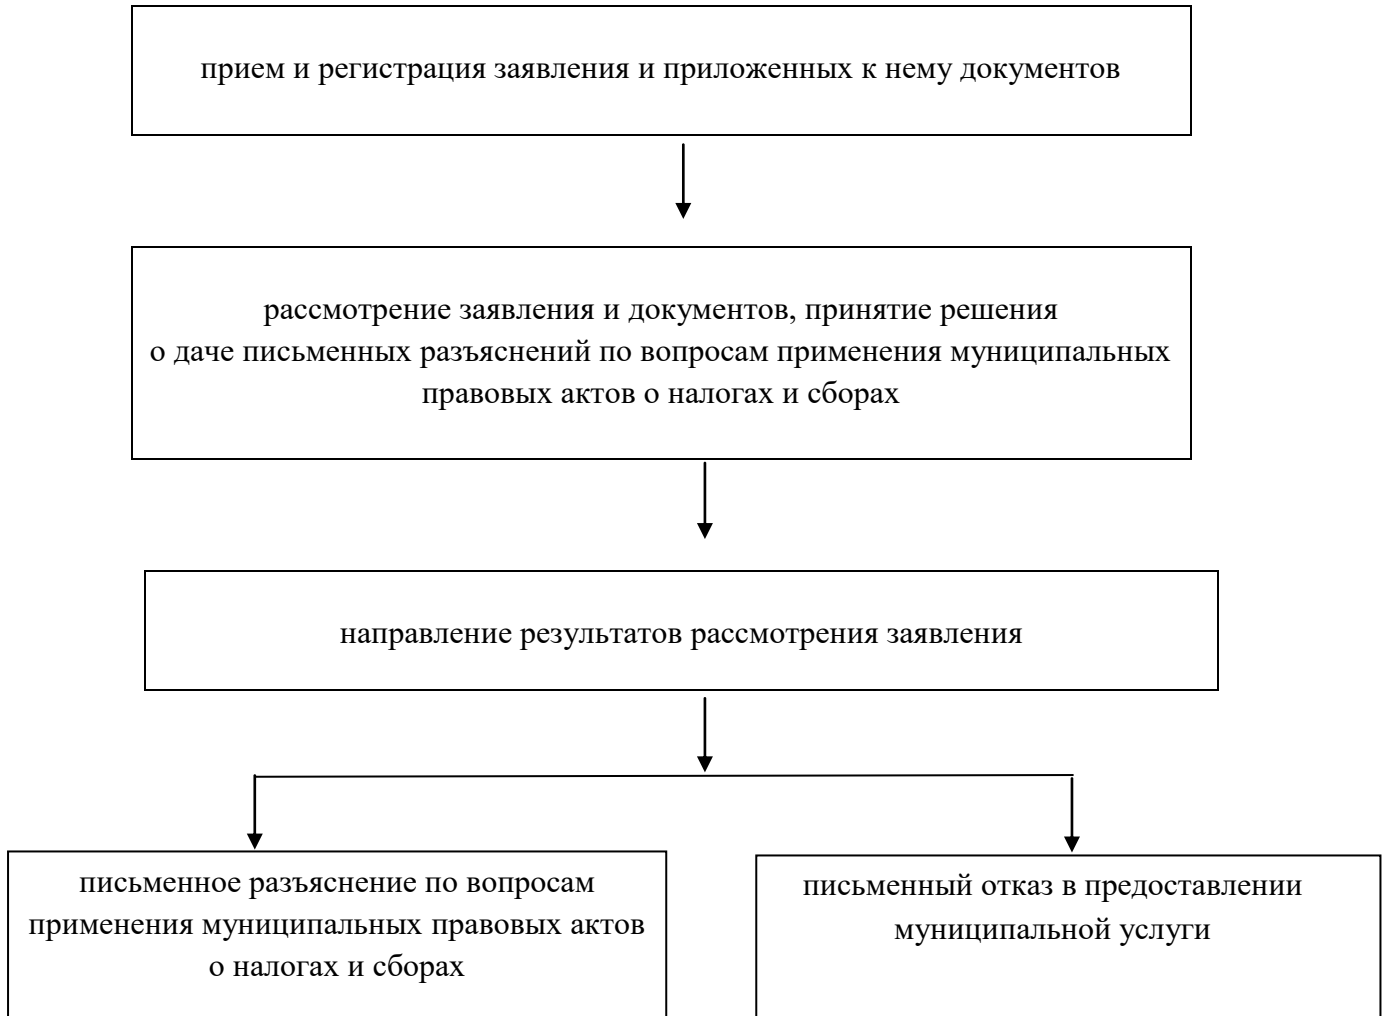 прием и регистрация заявления и приложенных к нему документов
рассмотрение заявления и документов, принятие решения
о даче письменных разъяснений по вопросам применения муниципальных
правовых актов о налогах и сборах
направление результатов рассмотрения заявления
письменное разъяснение по вопросам
применения муниципальных правовых актов
о налогах и сборах
письменный отказ в предоставлении
муниципальной услуги